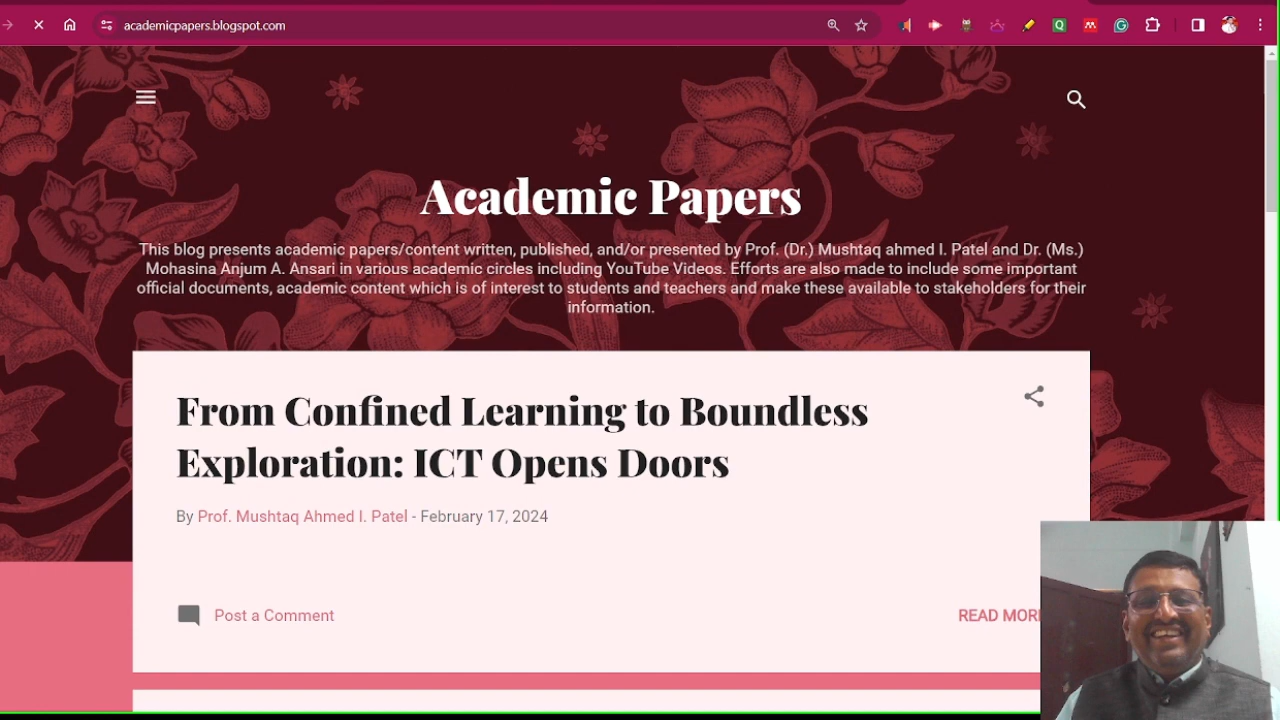 academicpapers.blogspot.com
Academic Papers
This blog presents academic papers/content written, published, and/or presented by Prof. (Dr.) Mushtaq ahmed I. Patel and Dr. (Ms.)
Mohasina Anjum A. Ansari in various academic circles including YouTube Videos. Efforts are also made to include some important
official documents, academic content which is of interest to students and teachers and make these available to stakeholders for their
information.
From Confined Learning to Boundless
Exploration: ICT Opens Doors
By Prof. Mushtaq Ahmed I. Patel - February 17, 2024
Post a Comment
READ MOR